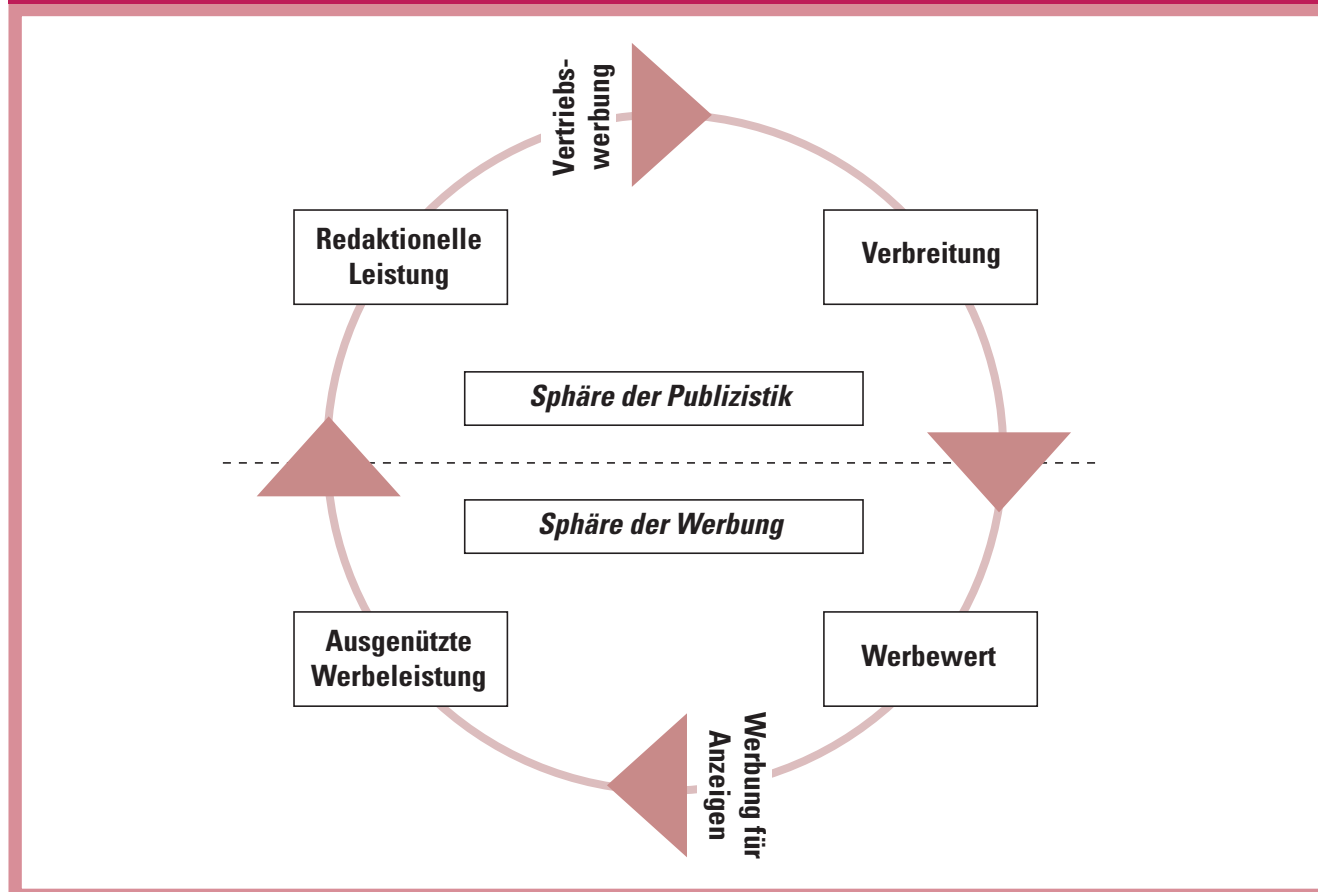 Vertriebs-
werbung
Redaktionelle
Leistung
Verbreitung
Sphäre der Publizistik
Sphäre der Werbung
Ausgenützte
Werbeleistung
Werbewert
Werbung für
Anzeigen